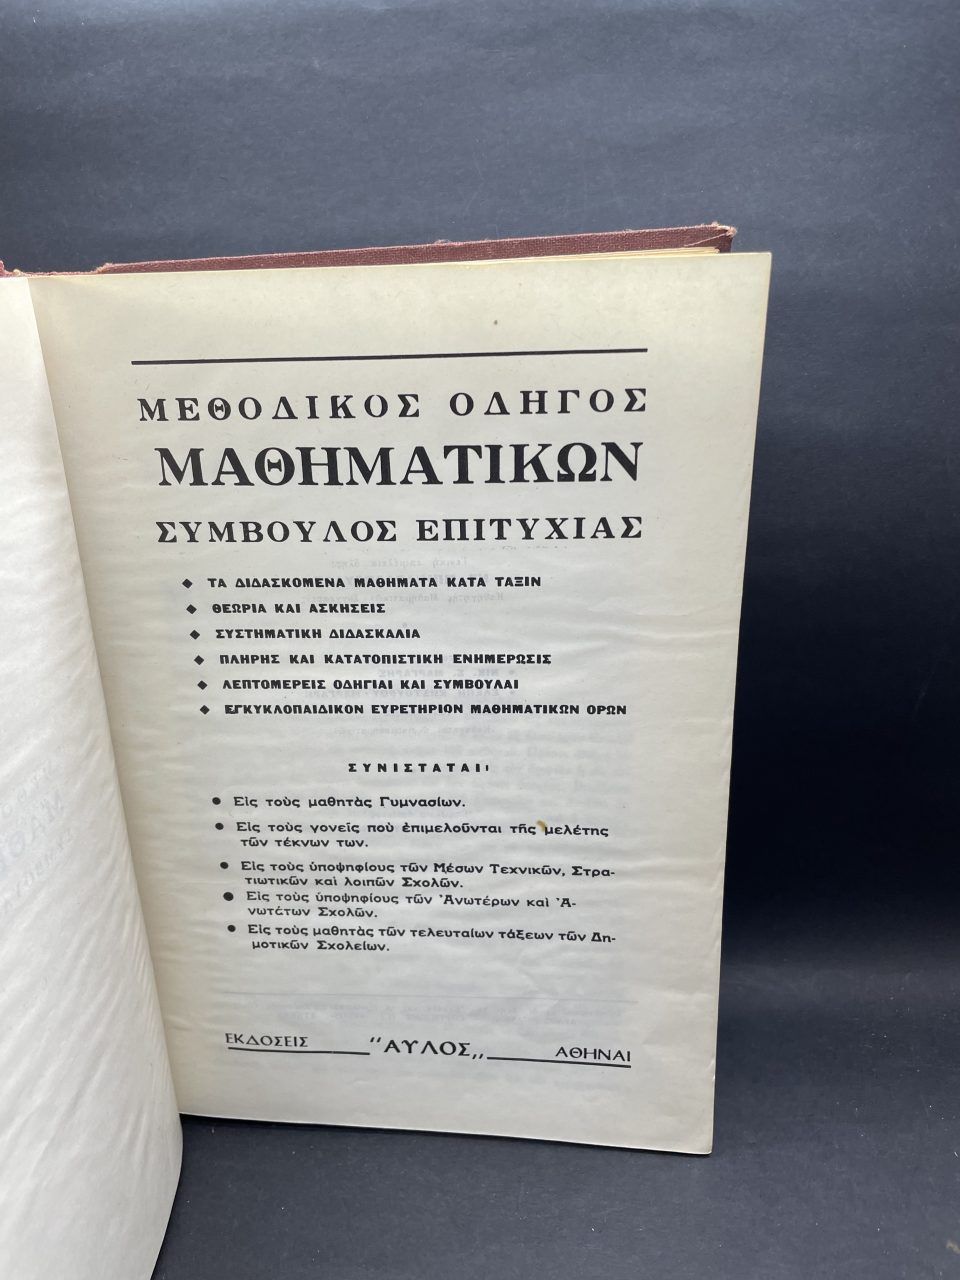 ΜΕΘΟΔΙΚΟΣ ΟΔΗΓΟΣ
ΜΑΘΗΜΑΤΙΚΩΝ
ΣΥΜΒΟΥΛΟΣ ΕΠΙΤΥΧΙΑΣ
◆ ΤΑ ΔΙΔΑΣΚΟΜΕΝΑ ΜΑΘΗΜΑΤΑ ΚΑΤΑ ΤΑΞΙΝ
◆ ΘΕΩΡΙΑ ΚΑΙ ΑΣΚΗΣΕΙΣ
◆ ΣΥΣΤΗΜΑΤΙΚΗ ΔΙΔΑΣΚΑΛΙΑ
◆ ΠΛΗΡΗΣ ΚΑΙ ΚΑΤΑΤΟΠΙΣΤΙΚΗ ΕΝΗΜΕΡΩΣΙΣ
◆ ΛΕΠΤΟΜΕΡΕΙΣ ΟΔΗΓΙΑΙ ΚΑΙ ΣΥΜΒΟΥΛΑΙ
◆ ΕΓΚΥΚΛΟΠΑΙΔΙΚΟΝ ΕΥΡΕΤΗΡΙΟΝ ΜΑΘΗΜΑΤΙΚΩΝ ΟΡΩΝ
ΣΥΝΙΣΤΑΤΑΙ:
● Εἰς τοὺς μαθητὰς Γυμνασίων.
● Εἰς τοὺς γονεῖς ποὺ ἐπιμελοῦνται τῆς μελέτης
τῶν τέκνων των.
● Εἰς τοὺς ὑποψηφίους τῶν Μέσων Τεχνικῶν, Στρα-
τιωτικῶν καὶ λοιπῶν Σχολῶν.
● Εἰς τοὺς ὑποψηφίους τῶν Ἀνωτέρων καὶ Ἀ-
νωτέτων Σχολῶν.
● Εἰς τοὺς μαθητὰς τῶν τελευταίων τάξεων τῶν Δη-
μοτικῶν Σχολείων.
ΕΚΔΟΣΕΙΣ "ΑΥΛΟΣ,, ΑΘΗΝΑΙ